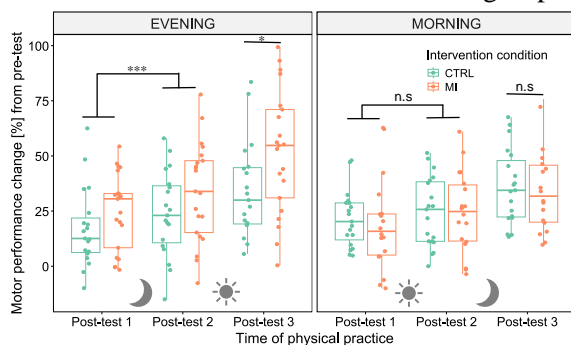 EVENING
MORNING
Motor performance change [%] from pre-test
100
75
50
25
0
***
*
n.s
n.s
Intervention condition
CTRL
MI
Post-test 1
Post-test 2
Post-test 3
Post-test 1
Post-test 2
Post-test 3
Time of physical practice